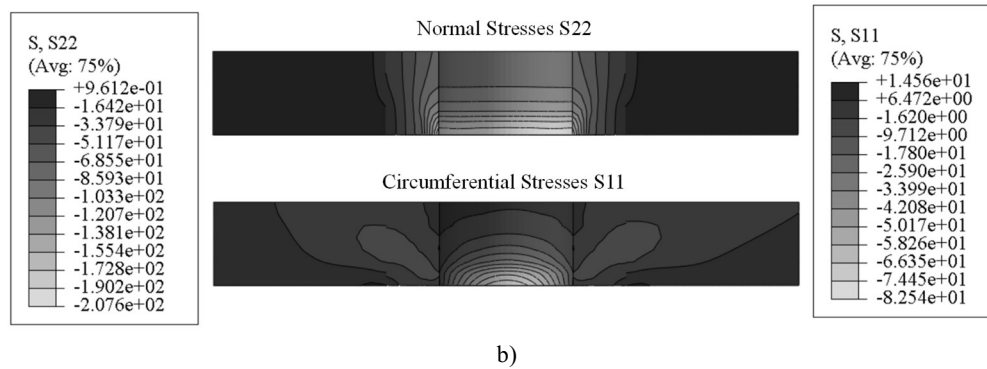 S, S22
(Avg: 75%)
+9.612e-01
-1.642e+01
-3.379e+01
-5.117e+01
-6.855e+01
-8.593e+01
-1.033e+02
-1.207e+02
-1.381e+02
-1.554e+02
-1.728e+02
-1.902e+02
-2.076e+02
Normal Stresses S22
Circumferential Stresses S11
S, S11
(Avg: 75%)
+1.456e+01
+6.472e+00
-1.620e+00
-9.712e+00
-1.780e+01
-2.590e+01
-3.399e+01
-4.208e+01
-5.017e+01
-5.826e+01
-6.635e+01
-7.445e+01
-8.254e+01
b)